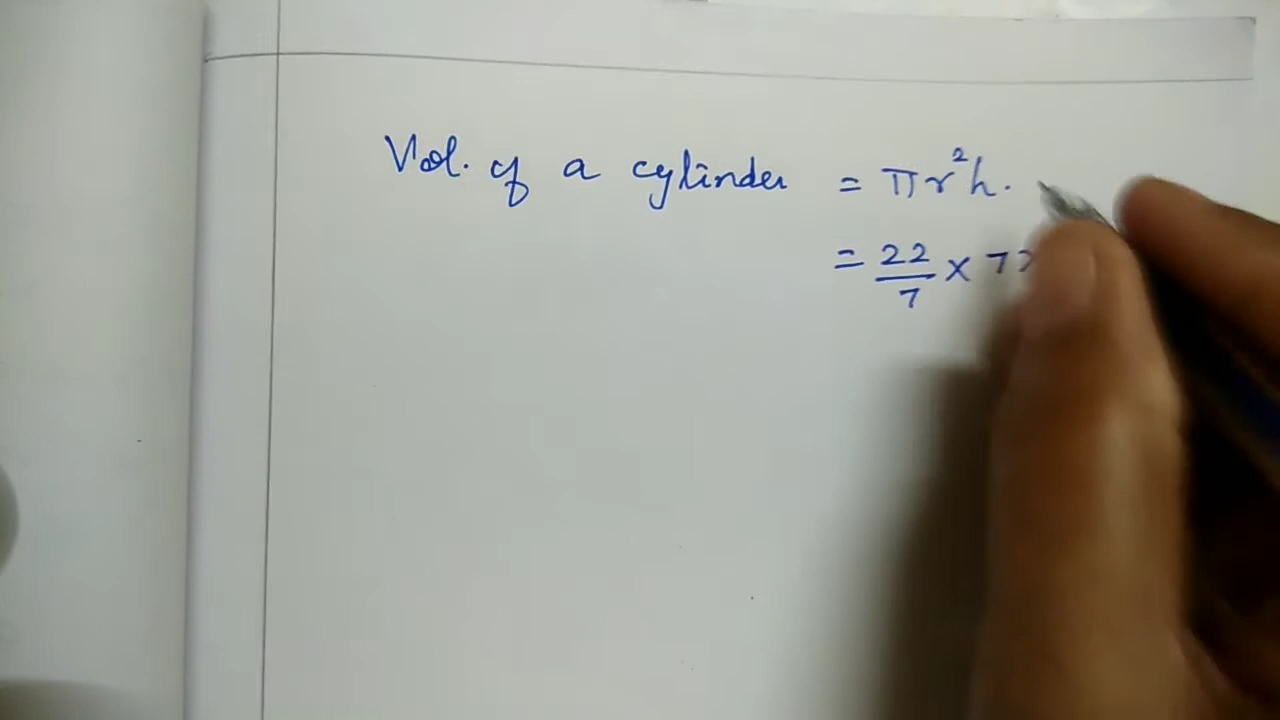 Vol. of a cylinder = πr²h.
= 22/7 × 7×